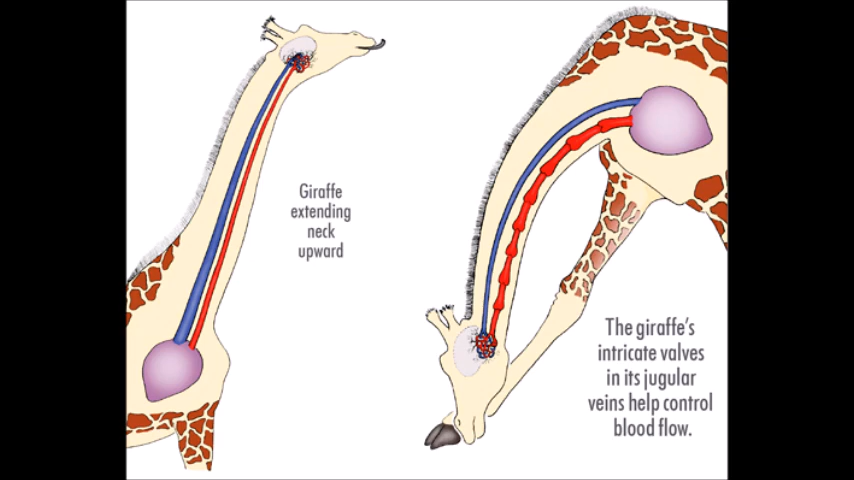 Giraffe
extending
neck
upward
The giraffe's
intricate valves
in its jugular
veins help control
blood flow.